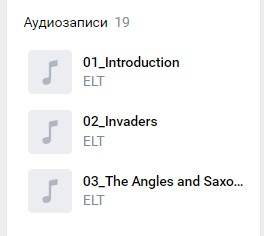 Аудиозаписи 19
01_Introduction
ELT
02_Invaders
ELT
03_The Angles and Saxo...
ELT